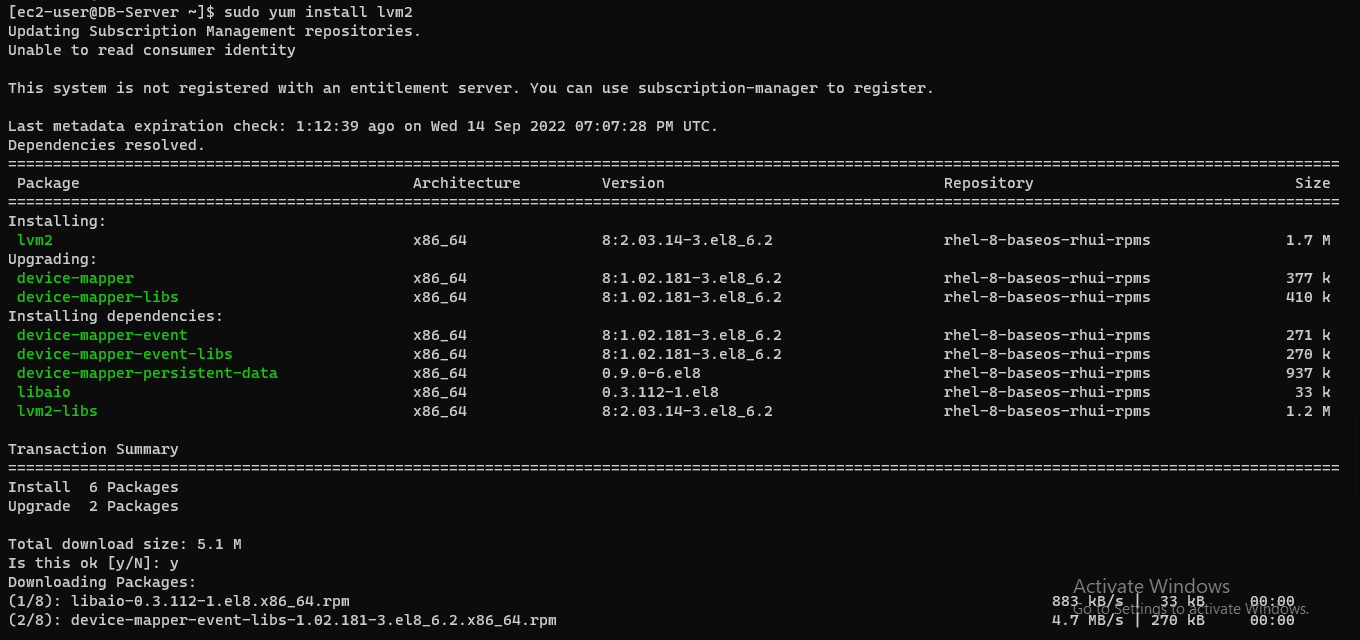 [ec2-user@DB-Server ~]$ sudo yum install lvm2
Updating Subscription Management repositories.
Unable to read consumer identity
This system is not registered with an entitlement server. You can use subscription-manager to register.
Last metadata expiration check: 1:12:39 ago on Wed 14 Sep 2022 07:07:28 PM UTC.
Dependencies resolved.
Package Architecture Version Repository Size
Installing:
lvm2 x86_64 8:2.03.14-3.el8_6.2 rhel-8-baseos-rhui-rpms 1.7 M
Upgrading:
device-mapper x86_64 8:1.02.181-3.el8_6.2 rhel-8-baseos-rhui-rpms 377 k
device-mapper-libs x86_64 8:1.02.181-3.el8_6.2 rhel-8-baseos-rhui-rpms 410 k
Installing dependencies:
device-mapper-event x86_64 8:1.02.181-3.el8_6.2 rhel-8-baseos-rhui-rpms 271 k
device-mapper-event-libs x86_64 8:1.02.181-3.el8_6.2 rhel-8-baseos-rhui-rpms 270 k
device-mapper-persistent-data x86_64 0.9.0-6.el8 rhel-8-baseos-rhui-rpms 937 k
libaio x86_64 0.3.112-1.el8 rhel-8-baseos-rhui-rpms 33 k
lvm2-libs x86_64 8:2.03.14-3.el8_6.2 rhel-8-baseos-rhui-rpms 1.2 M
Transaction Summary
Install 6 Packages
Upgrade 2 Packages
Total download size: 5.1 M
Is this ok [y/N]: y
Downloading Packages:
Activate Windows
(1/8): libaio-0.3.112-1.el8.x86_64.rpm 883 kB/s | 33 kB 00:00
Go to Settings to activate Windows.
(2/8): device-mapper-event-libs-1.02.181-3.el8_6.2.x86_64.rpm 4.7 MB/s | 270 kB 00:00